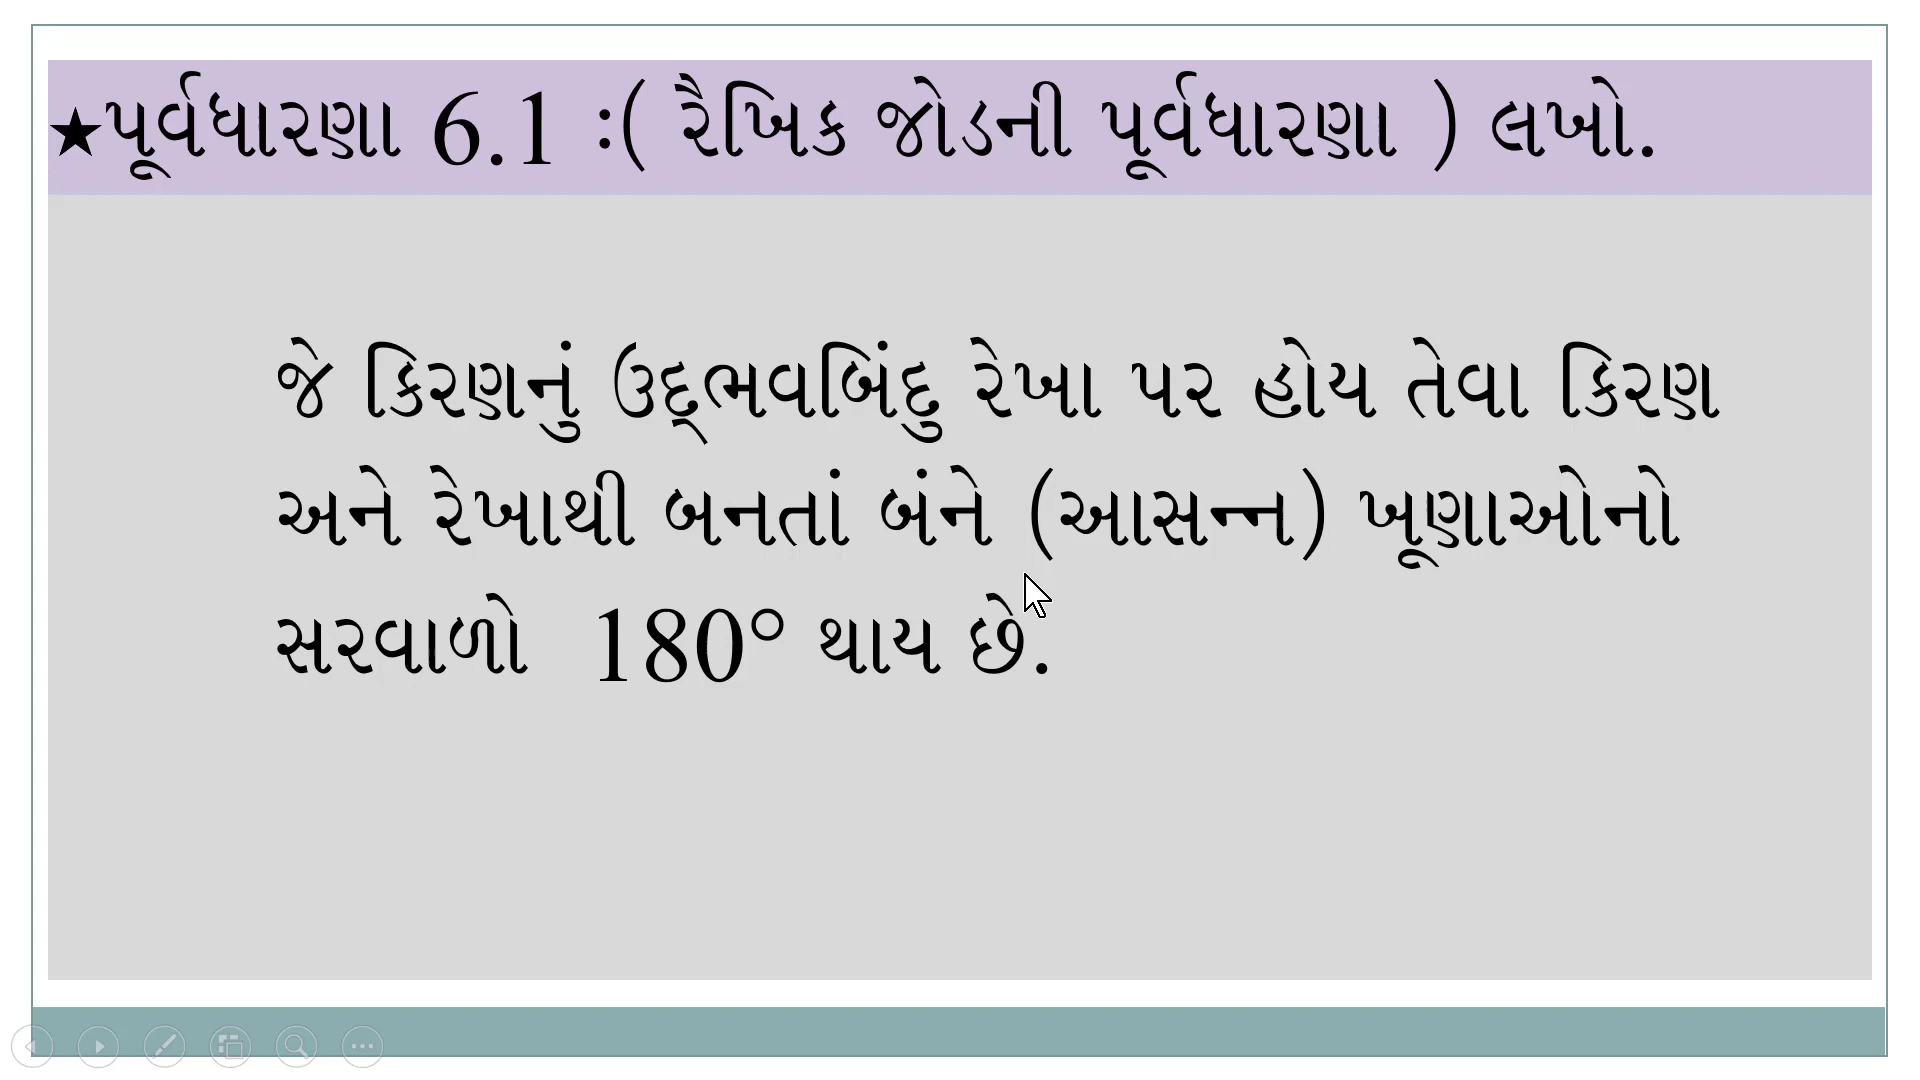 ★પૂર્વધારણા 6.1 :( રૈખિક જોડની પૂર્વધારણા ) લખો.
જે કિરણનું ઉદ્‌ભવબિંદુ રેખા પર હોય તેવા કિરણ
અને રેખાથી બનતાં બંને (આસન્ન) ખૂણાઓનો
સરવાળો 180° થાય છે.